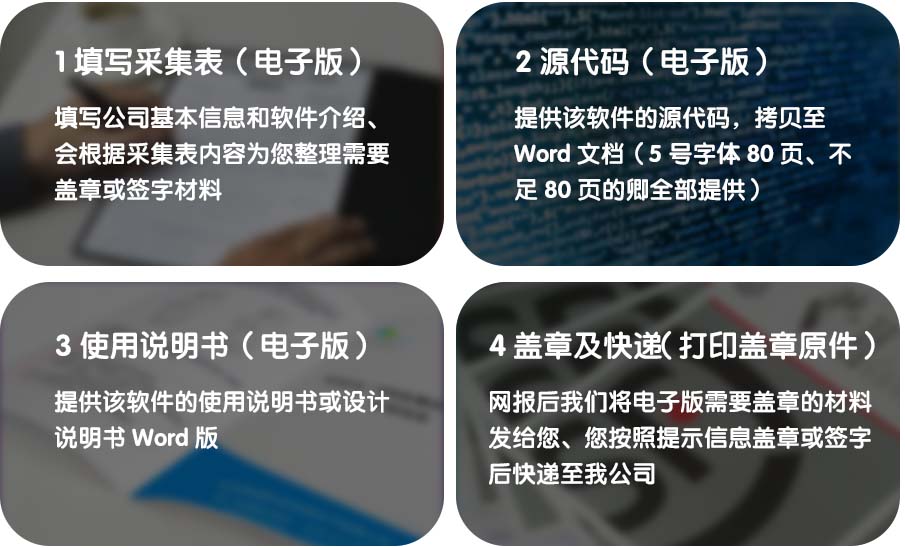 1 填写采集表（电子版）
填写公司基本信息和软件介绍、
会根据采集表内容为您整理需要
盖章或签字材料
2 源代码（电子版）
提供该软件的源代码，拷贝至
Word 文档（5 号字体 80 页、不
足 80 页的卿全部提供）
3 使用说明书（电子版）
提供该软件的使用说明书或设计
说明书 Word 版
4 盖章及快递（打印盖章原件）
网报后我们将电子版需要盖章的材料
发给您、您按照提示信息盖章或签字
后快递至我公司